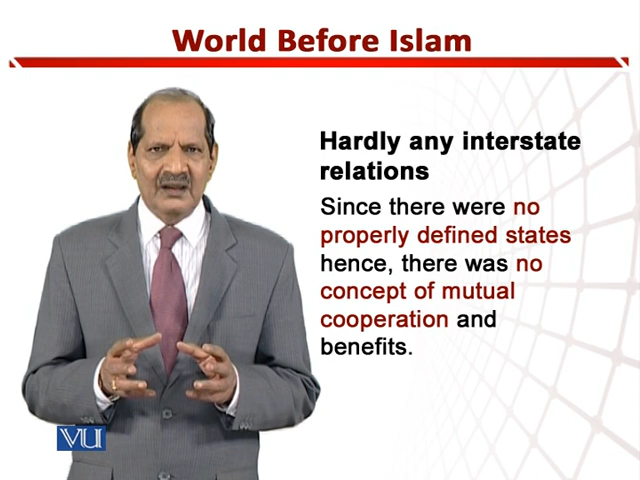 World Before Islam
Hardly any interstate
relations
Since there were no
properly defined states
hence, there was no
concept of mutual
cooperation and
benefits.
VU